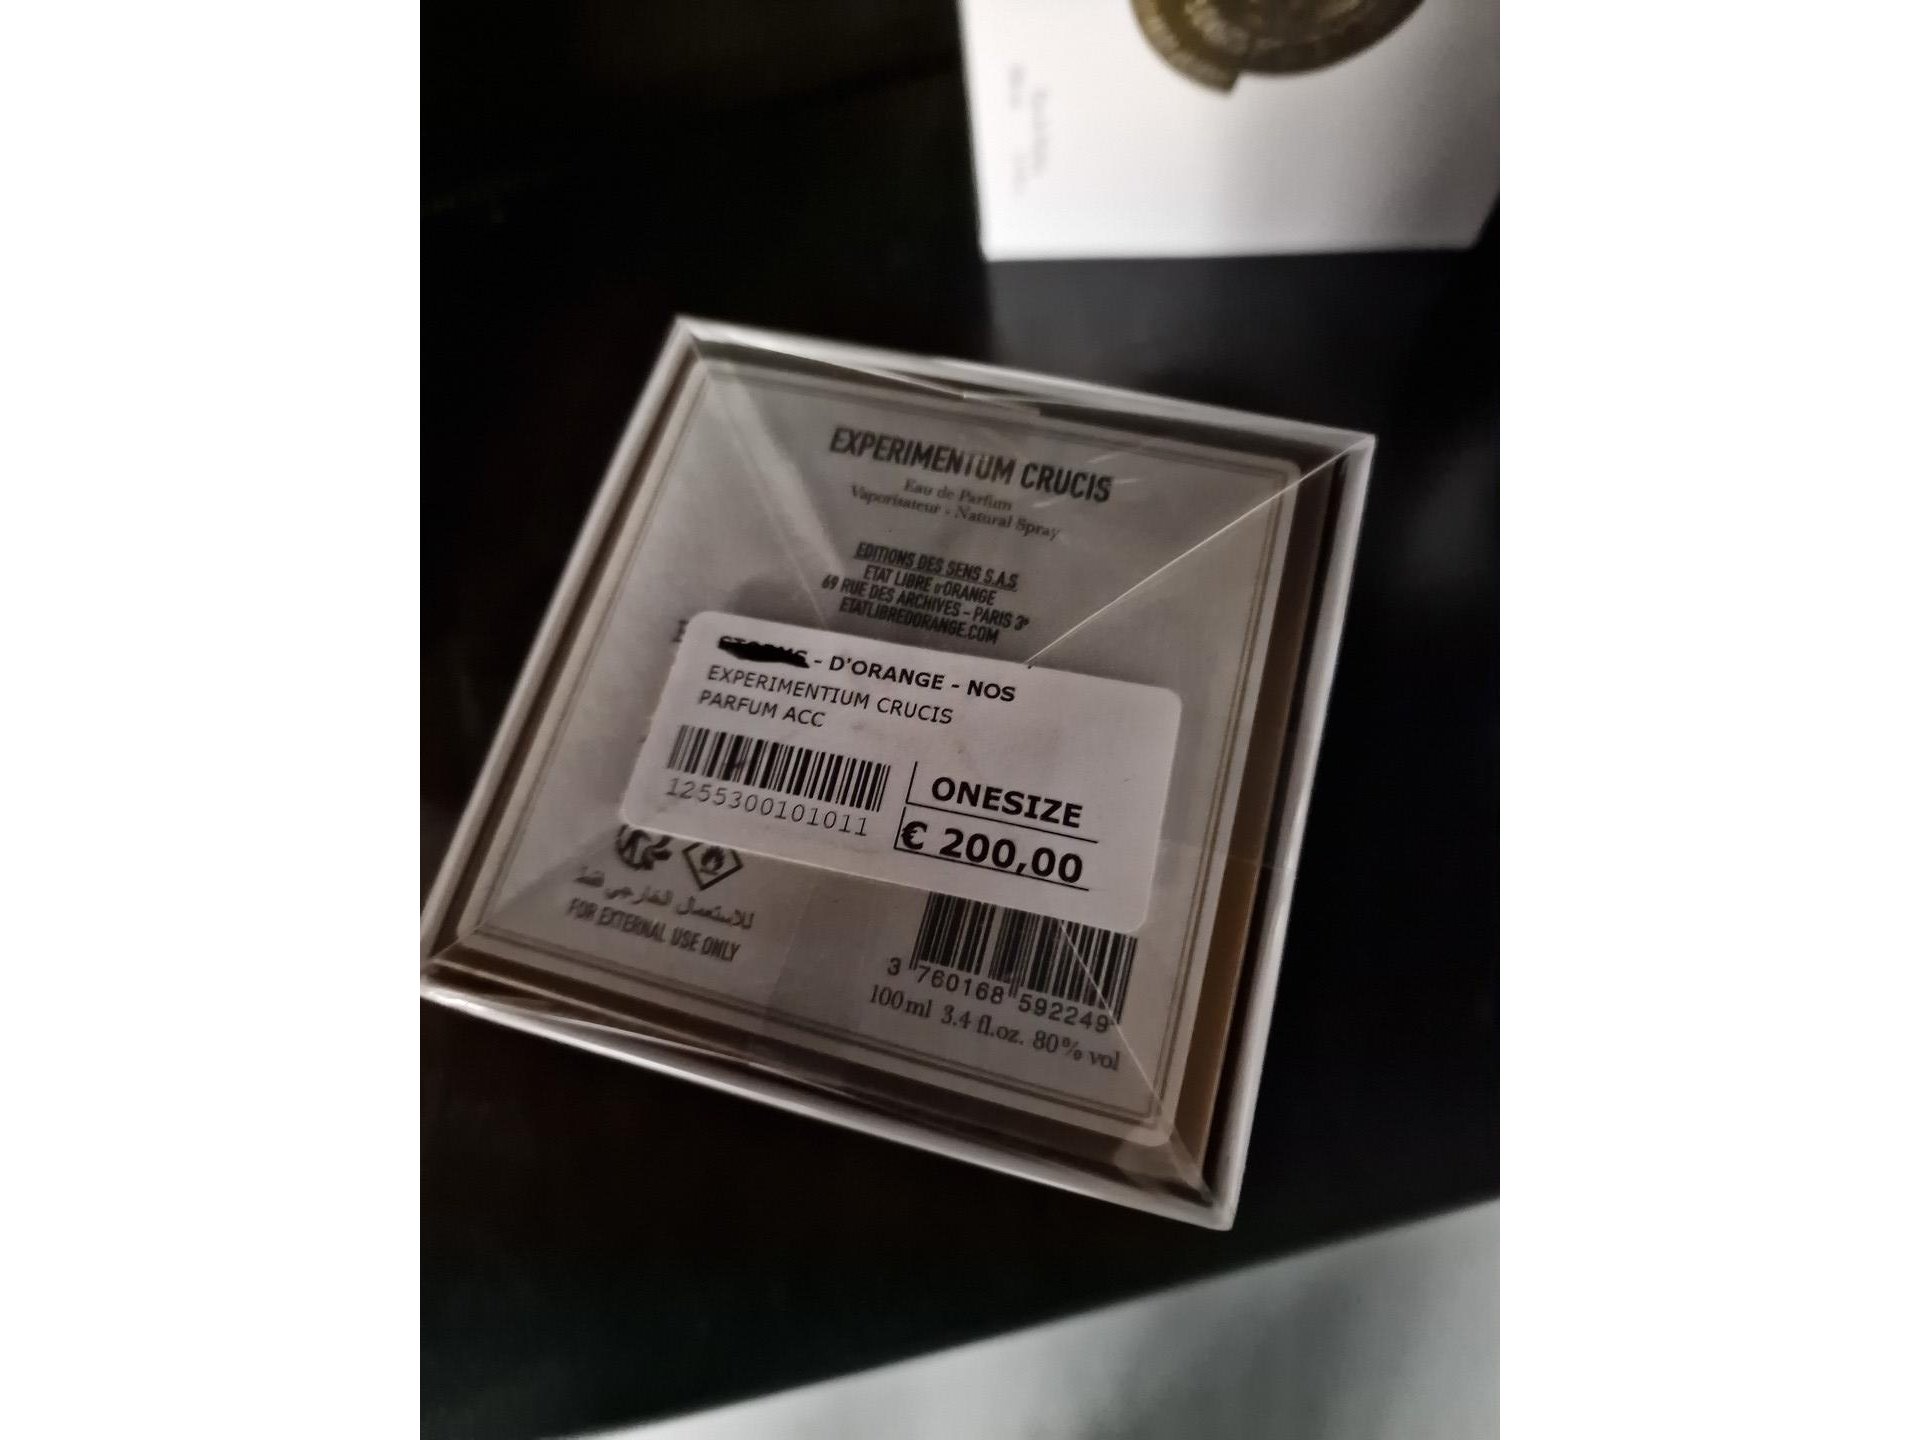 EXPERIMENTUM CRUCIS
Eau de Parfum
Vaporisateur - Natural Spray
EDITIONS DES SENS S.A.S
ETAT LIBRE D'ORANGE
69 RUE DES ARCHIVES - PARIS 3e
ETATLIBREDORANGE.COM
- D'ORANGE - NOS
EXPERIMENTIUM CRUCIS
PARFUM ACC
1255300101011
ONESIZE
€ 200,00
للاستعمال الخارجي فقط
FOR EXTERNAL USE ONLY
3 760168 592249
100 ml 3.4 fl.oz. 80% vol